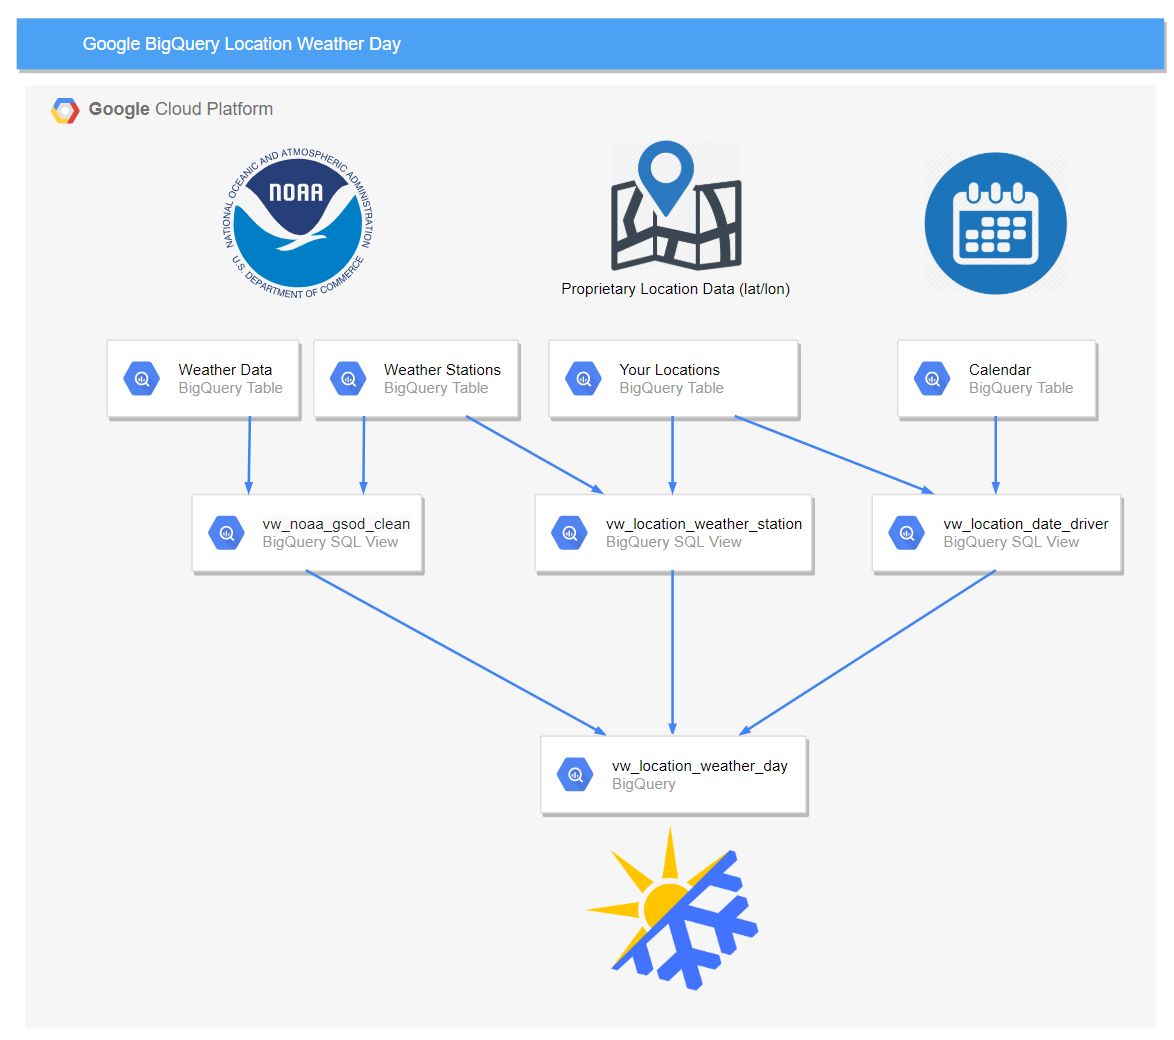 Google BigQuery Location Weather Day
Google Cloud Platform
NATIONAL OCEANIC AND ATMOSPHERIC ADMINISTRATION
NOAA
U.S. DEPARTMENT OF COMMERCE
Proprietary Location Data (lat/lon)
Weather Data
BigQuery Table
Weather Stations
BigQuery Table
Your Locations
BigQuery Table
Calendar
BigQuery Table
vw_noaa_gsod_clean
BigQuery SQL View
vw_location_weather_station
BigQuery SQL View
vw_location_date_driver
BigQuery SQL View
vw_location_weather_day
BigQuery